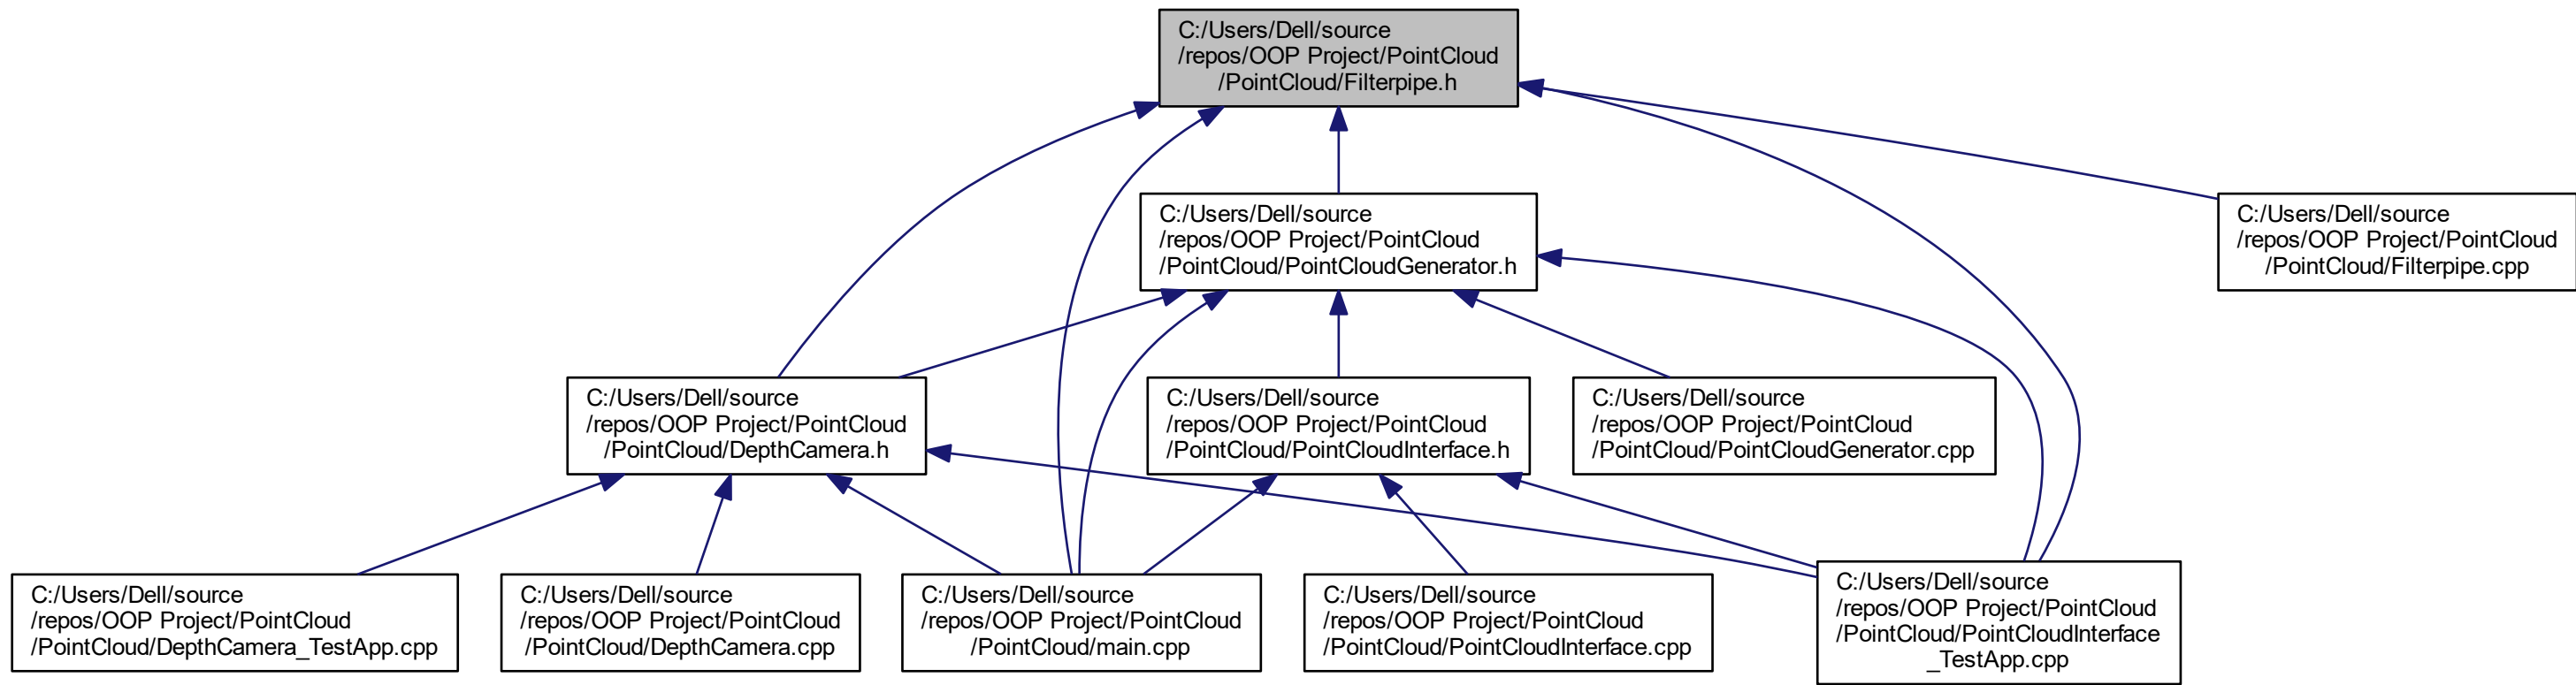 C:/Users/Dell/source
/repos/OOP Project/PointCloud
/PointCloud/Filterpipe.h
C:/Users/Dell/source
/repos/OOP Project/PointCloud
/PointCloud/PointCloudGenerator.h
C:/Users/Dell/source
/repos/OOP Project/PointCloud
/PointCloud/Filterpipe.cpp
C:/Users/Dell/source
/repos/OOP Project/PointCloud
/PointCloud/DepthCamera.h
C:/Users/Dell/source
/repos/OOP Project/PointCloud
/PointCloud/PointCloudInterface.h
C:/Users/Dell/source
/repos/OOP Project/PointCloud
/PointCloud/PointCloudGenerator.cpp
C:/Users/Dell/source
/repos/OOP Project/PointCloud
/PointCloud/DepthCamera_TestApp.cpp
C:/Users/Dell/source
/repos/OOP Project/PointCloud
/PointCloud/DepthCamera.cpp
C:/Users/Dell/source
/repos/OOP Project/PointCloud
/PointCloud/main.cpp
C:/Users/Dell/source
/repos/OOP Project/PointCloud
/PointCloud/PointCloudInterface.cpp
C:/Users/Dell/source
/repos/OOP Project/PointCloud
/PointCloud/PointCloudInterface
_TestApp.cpp